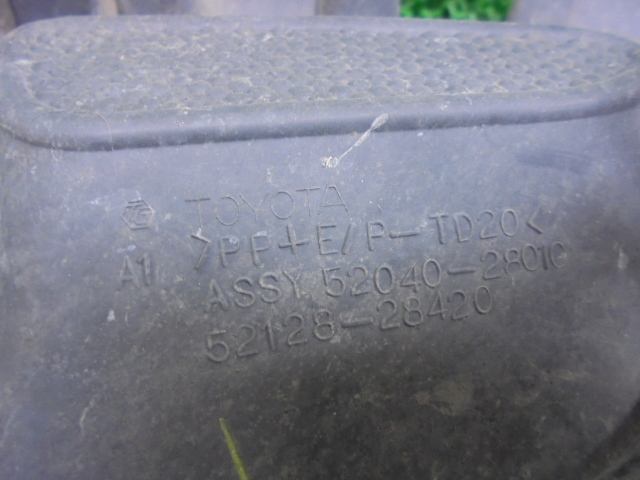 TOYOTA
>PP+E/P-TD20<
A1
ASSY 52040-28010
52128-28420